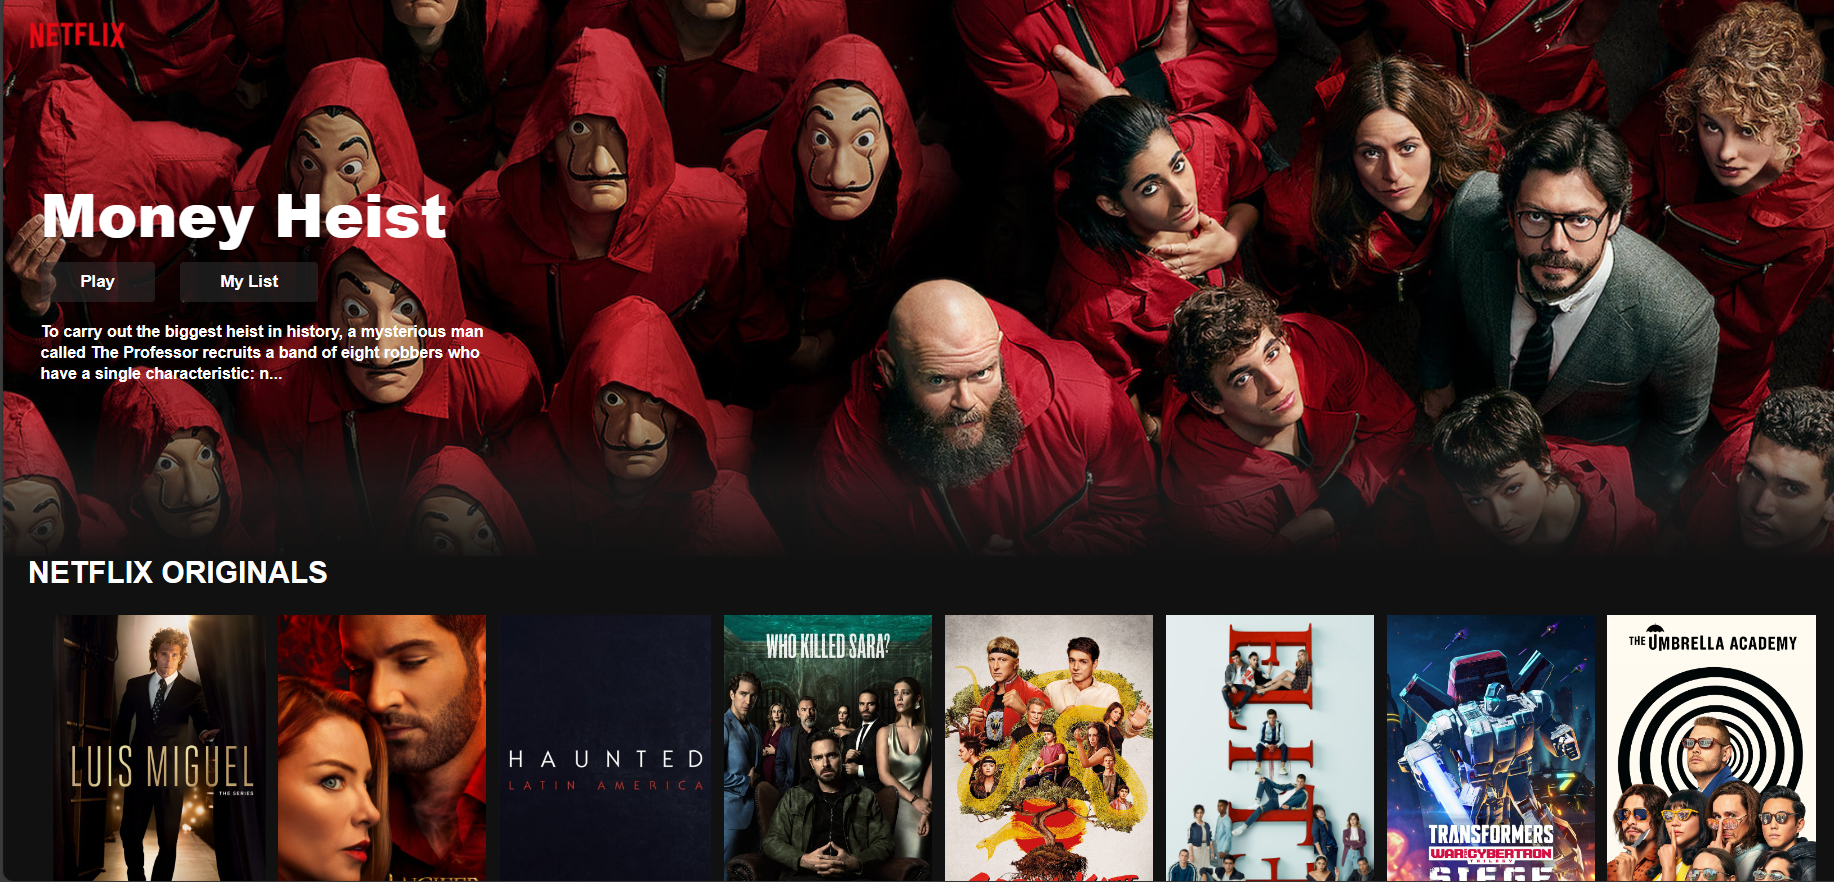 NETFLIX
Money Heist
Play
My List
To carry out the biggest heist in history, a mysterious man
called The Professor recruits a band of eight robbers who
have a single characteristic: n...
NETFLIX ORIGINALS
LUIS MIGUEL
THE SERIES
HAUNTED
LATIN AMERICA
WHO KILLED SARA?
THE UMBRELLA ACADEMY
TRANSFORMERS
WAR FOR CYBERTRON
TRILOGY
SIEGE